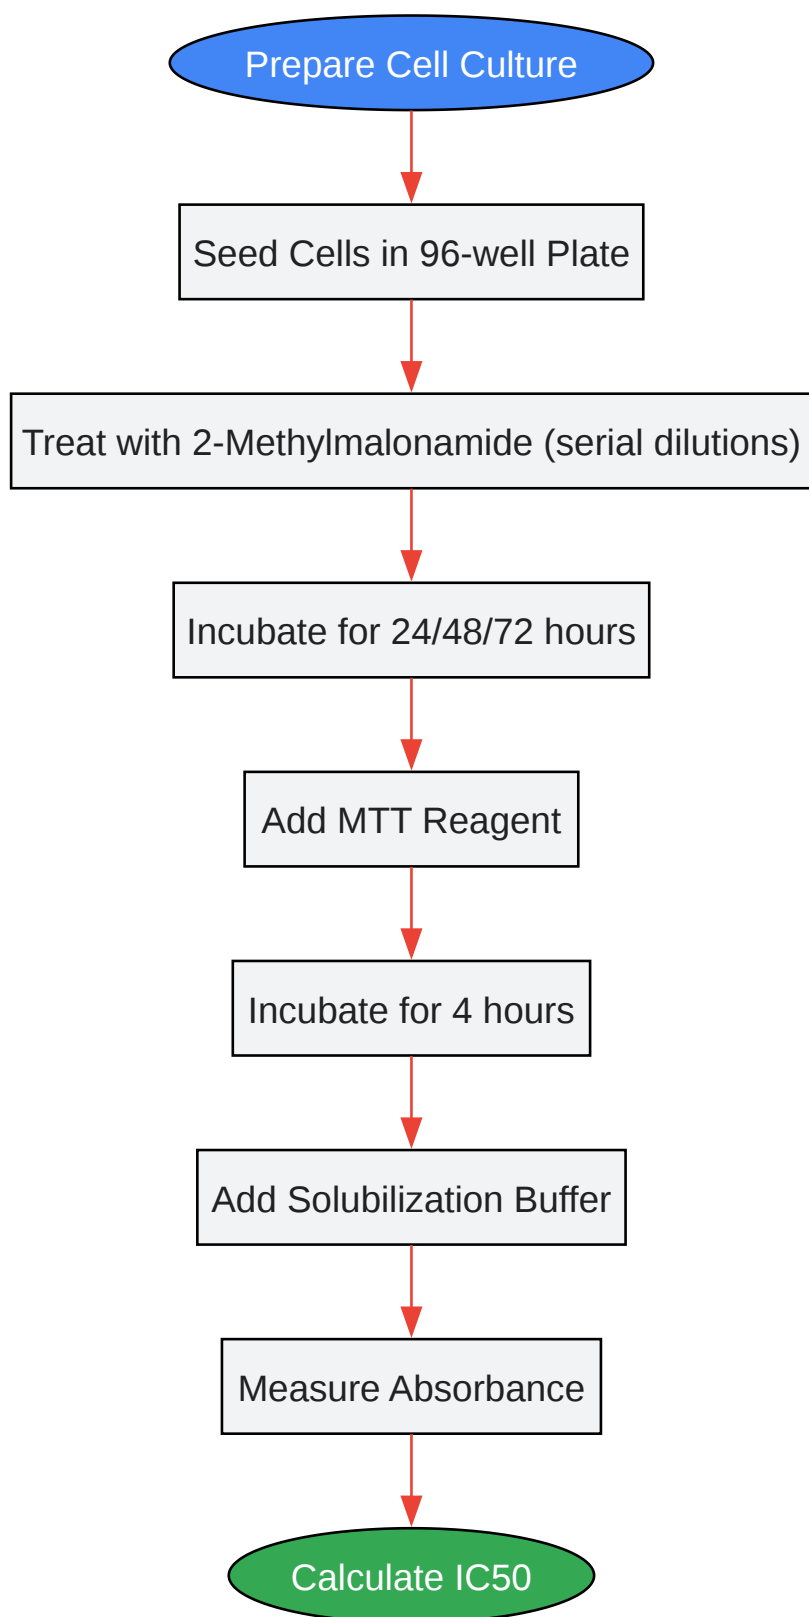 Prepare Cell Culture
Seed Cells in 96-well Plate
Treat with 2-Methylmalonamide (serial dilutions)
Incubate for 24/48/72 hours
Add MTT Reagent
Incubate for 4 hours
Add Solubilization Buffer
Measure Absorbance
Calculate IC50